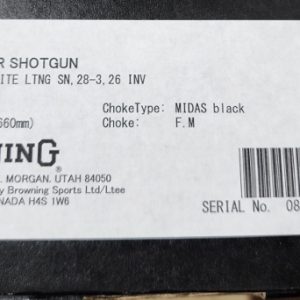 R SHOTGUN
ITE LTNG SN,28-3,26 INV
ChokeType: MIDAS black
660mm)
Choke: F.M
NING®
MORGAN, UTAH 84050
y Browning Sports Ltd/Ltee
NADA H4S 1W6
SERIAL No. 08